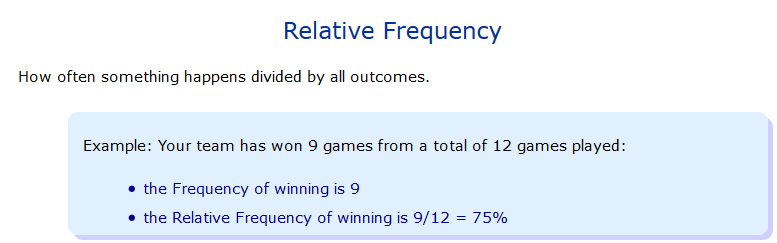 Relative Frequency
How often something happens divided by all outcomes.
Example: Your team has won 9 games from a total of 12 games played:
• the Frequency of winning is 9
• the Relative Frequency of winning is 9/12 = 75%